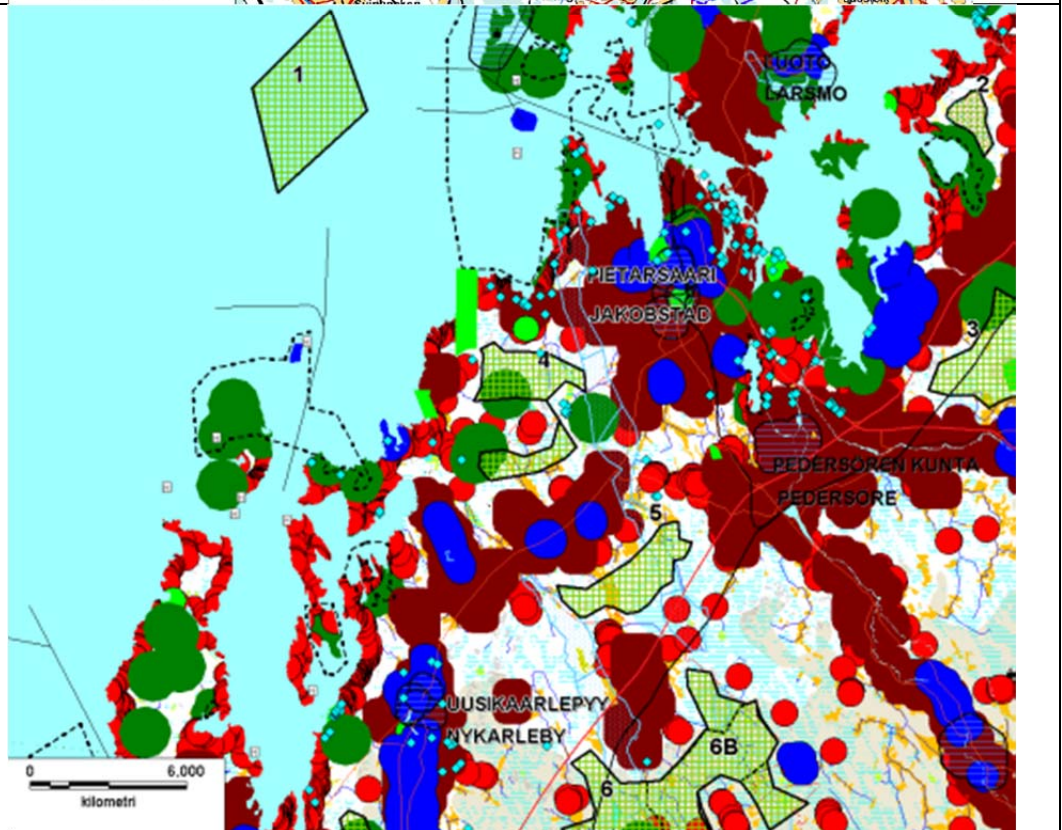 1
LUOTO
LARSMO
2
PIETARSAARI
JAKOBSTAD
3
4
PEDERSÖREN KUNTA
PEDERSÖRE
5
UUSIKAARLEPYY
NYKARLEBY
6B
6
0 6,000
kilometri